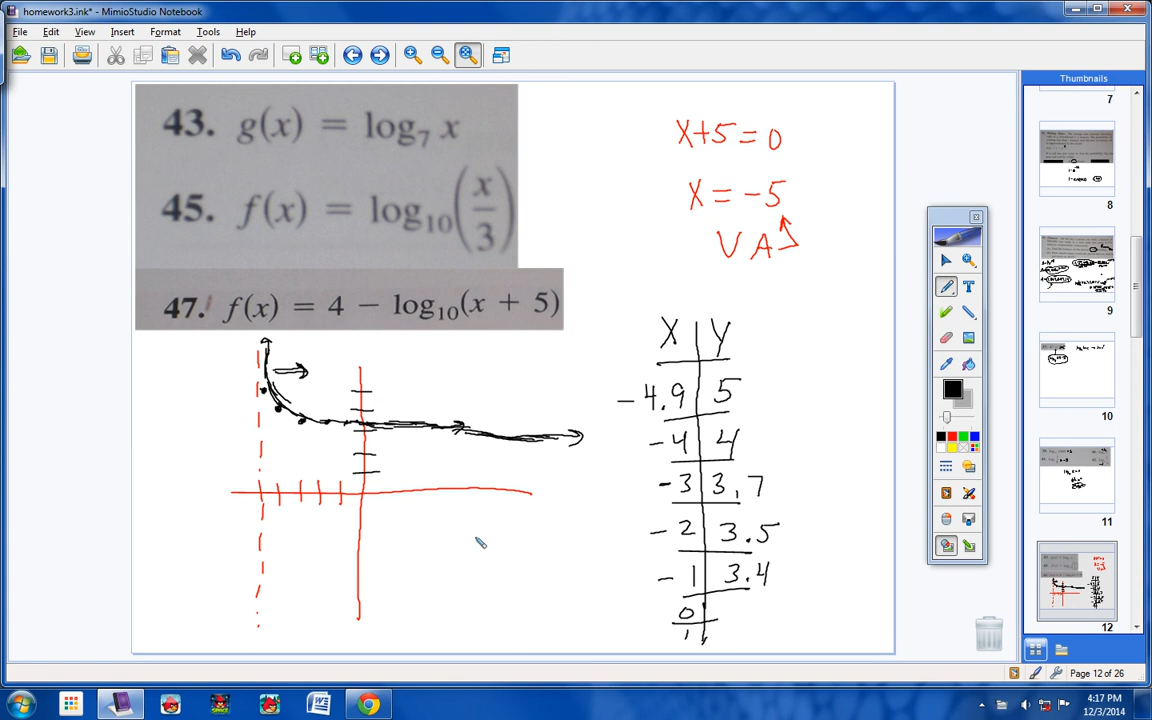 homework3.ink* - MimioStudio Notebook
File Edit View Insert Format Tools Help
Thumbnails
43. g(x) = log₇ x
45. f(x) = log₁₀(x/3)
47. f(x) = 4 − log₁₀(x + 5)
X+5=0
X = -5
VA
X Y
-4.9 5
-4 4
-3 3.7
-2 3.5
-1 3.4
0
1
7
8
9
10
11
12
Page 12 of 26
4:17 PM
12/3/2014